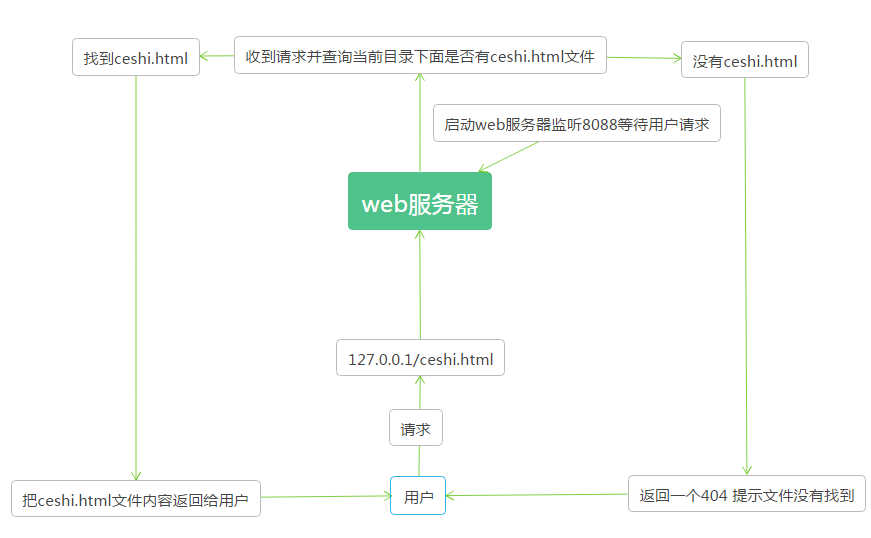 找到ceshi.html
收到请求并查询当前目录下面是否有ceshi.html文件
没有ceshi.html
启动web服务器监听8088等待用户请求
web服务器
127.0.0.1/ceshi.html
请求
把ceshi.html文件内容返回给用户
用户
返回一个404 提示文件没有找到